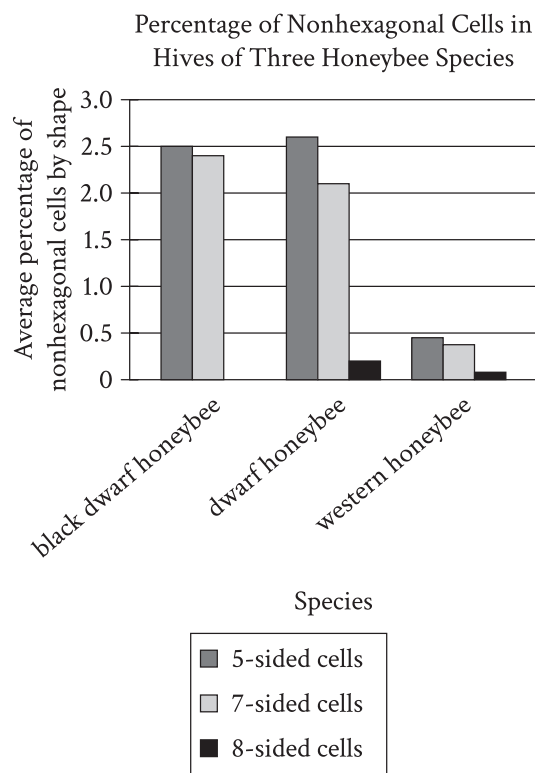 Percentage of Nonhexagonal Cells in
Hives of Three Honeybee Species
Average percentage of
nonhexagonal cells by shape
3.0
2.5
2.0
1.5
1.0
0.5
0
black dwarf honeybee
dwarf honeybee
western honeybee
Species
5-sided cells
7-sided cells
8-sided cells